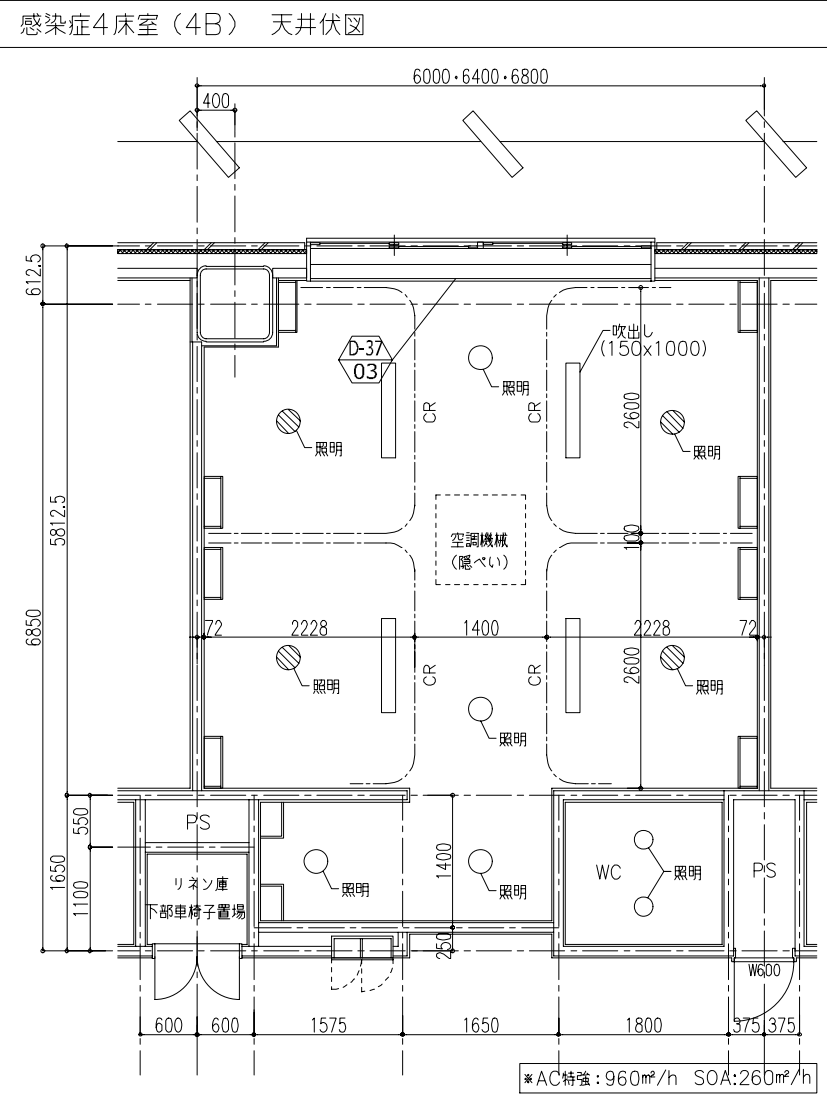 感染症4床室（4B） 天井伏図
6000・6400・6800
400
612.5
吹出し
(150x1000)
D-37
03
照明
CR
CR
2600
照明
照明
5812.5
空調機械
(隠ぺい)
100
6850
72
2228
1400
2228
72
照明
CR
CR
2600
照明
照明
550
PS
1650
1400
WC
照明
PS
リネン庫
照明
照明
1100
下部車椅子置場
250
W600
600
600
1575
1650
1800
375
375
※AC特強：960m²/h SOA:260m²/h